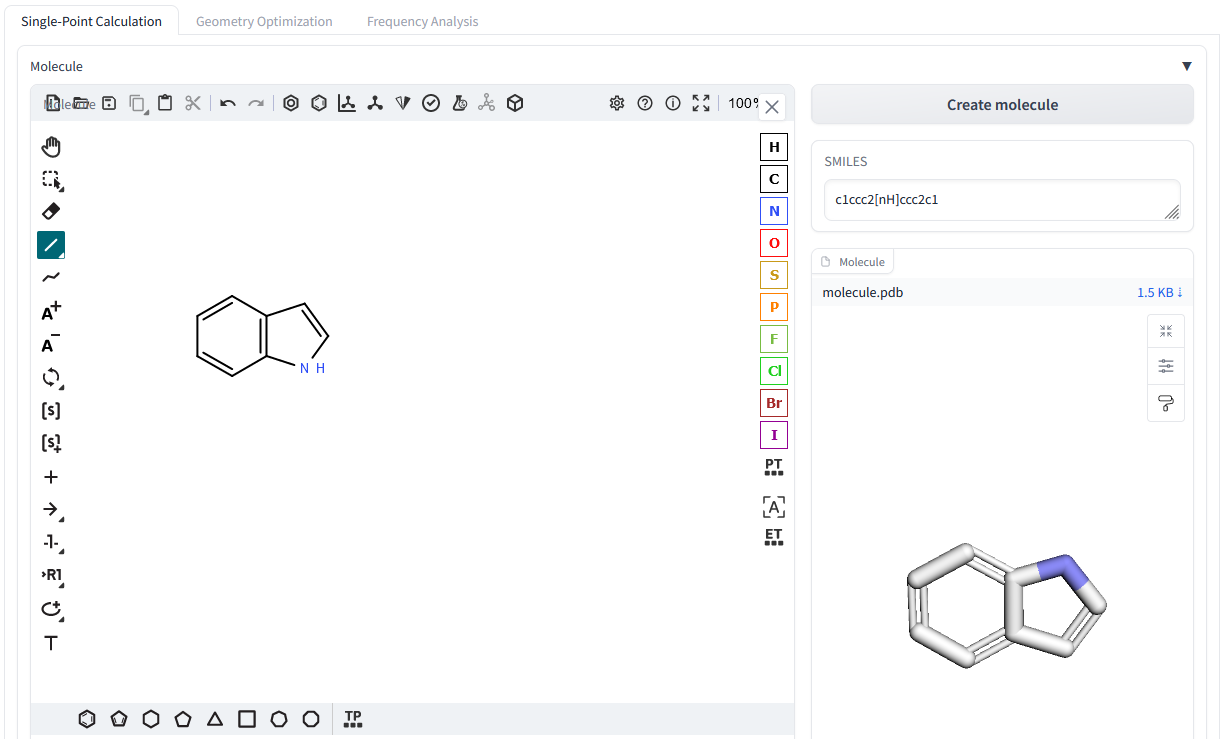 Single-Point Calculation
Geometry Optimization
Frequency Analysis
Molecule
Molecule
100%
Create molecule
SMILES
c1ccc2[nH]ccc2c1
Molecule
molecule.pdb
1.5 KB ↓
H
C
N
O
S
P
F
Cl
Br
I
PT
A
ET
A+
A-
[S]
[S]+
-1-
›R1
T
N H
TP